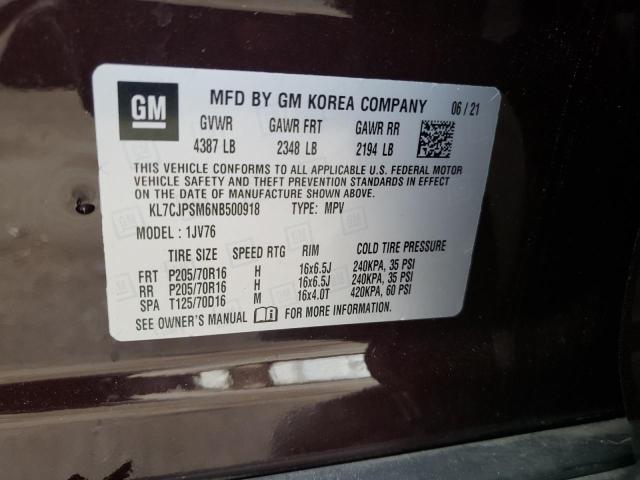 GM MFD BY GM KOREA COMPANY 06/21
GVWR GAWR FRT GAWR RR
4387 LB 2348 LB 2194 LB
THIS VEHICLE CONFORMS TO ALL APPLICABLE U.S. FEDERAL MOTOR
VEHICLE SAFETY AND THEFT PREVENTION STANDARDS IN EFFECT
ON THE DATE OF MANUFACTURE SHOWN ABOVE.
KL7CJPSM6NB500918 TYPE: MPV
MODEL : 1JV76
TIRE SIZE SPEED RTG RIM COLD TIRE PRESSURE
FRT P205/70R16 H 16x6.5J 240KPA, 35 PSI
RR P205/70R16 H 16x6.5J 240KPA, 35 PSI
SPA T125/70D16 M 16x4.0T 420KPA, 60 PSI
SEE OWNER'S MANUAL FOR MORE INFORMATION.